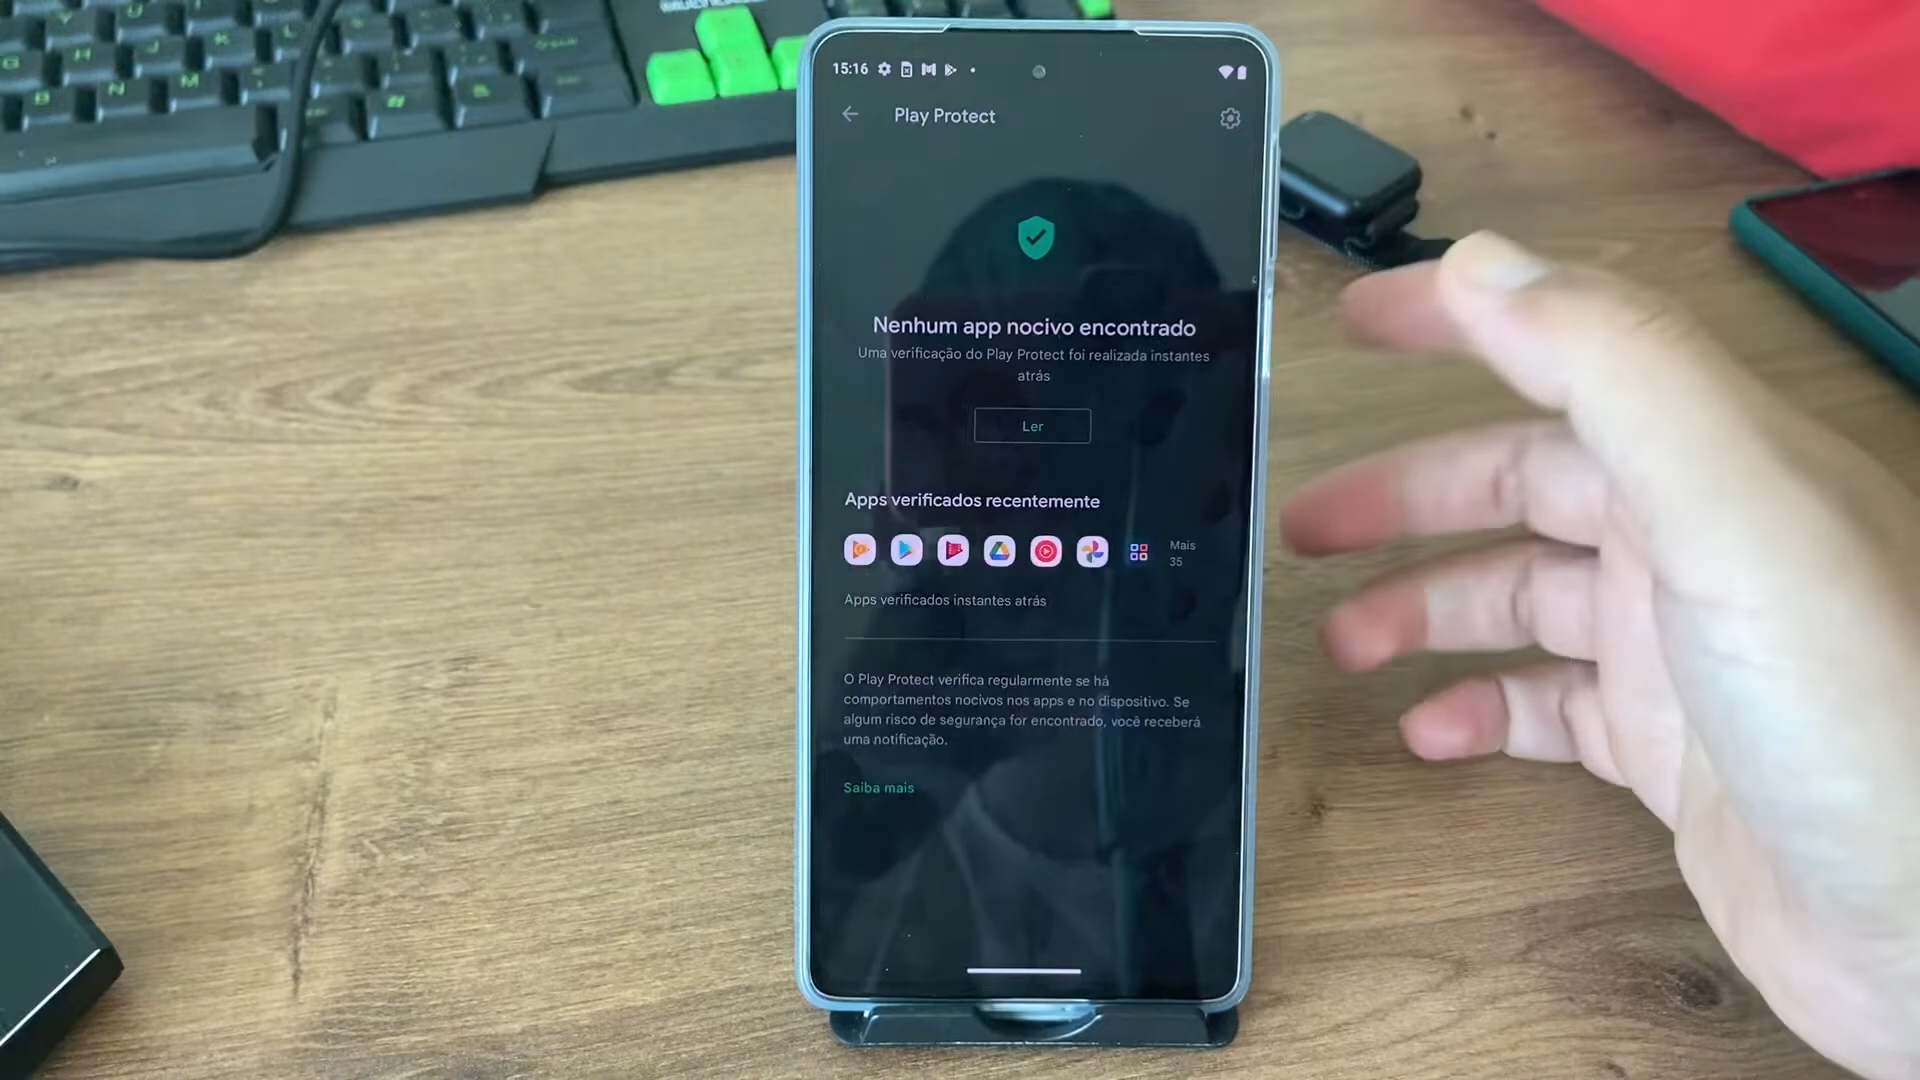 15:16
Play Protect
Nenhum app nocivo encontrado
Uma verificação do Play Protect foi realizada instantes
atrás
Ler
Apps verificados recentemente
Mais
35
Apps verificados instantes atrás
O Play Protect verifica regularmente se há
comportamentos nocivos nos apps e no dispositivo. Se
algum risco de segurança for encontrado, você receberá
uma notificação.
Saiba mais